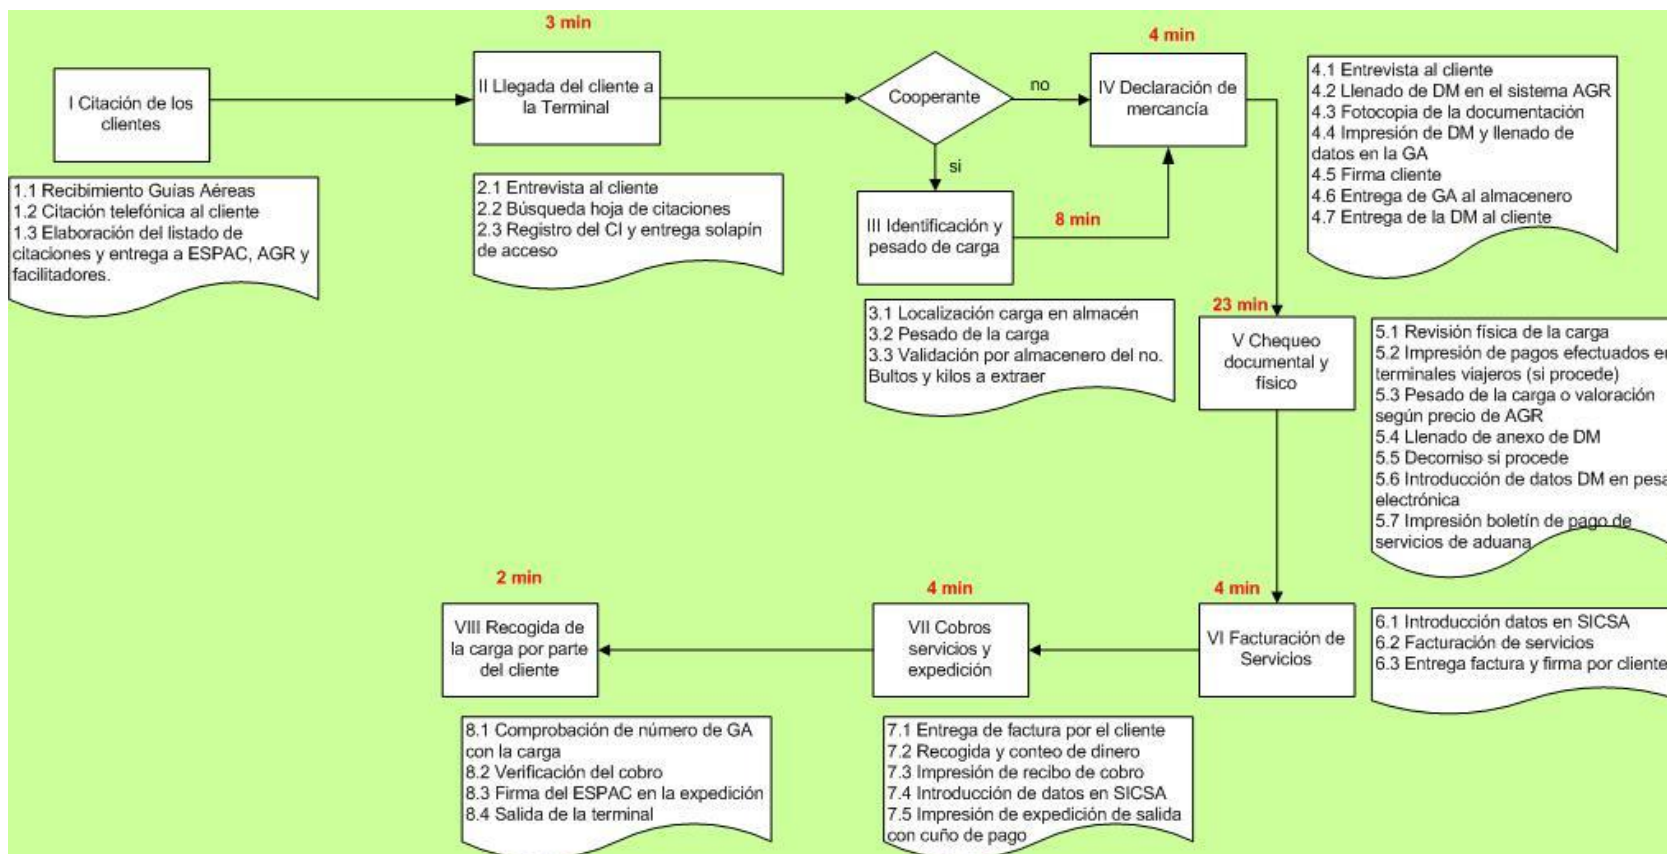 3 min
4 min
I Citación de los
clientes
II Llegada del cliente a
la Terminal
Cooperante
no
si
IV Declaración de
mercancía
4.1 Entrevista al cliente
4.2 Llenado de DM en el sistema AGR
4.3 Fotocopia de la documentación
4.4 Impresión de DM y llenado de
datos en la GA
4.5 Firma cliente
4.6 Entrega de GA al almacenero
4.7 Entrega de la DM al cliente
1.1 Recibimiento Guías Aéreas
1.2 Citación telefónica al cliente
1.3 Elaboración del listado de
citaciones y entrega a ESPAC, AGR y
facilitadores.
2.1 Entrevista al cliente
2.2 Búsqueda hoja de citaciones
2.3 Registro del CI y entrega solapín
de acceso
III Identificación y
pesado de carga
8 min
3.1 Localización carga en almacén
3.2 Pesado de la carga
3.3 Validación por almacenero del no.
Bultos y kilos a extraer
23 min
V Chequeo
documental y
físico
5.1 Revisión física de la carga
5.2 Impresión de pagos efectuados en
terminales viajeros (si procede)
5.3 Pesado de la carga o valoración
según precio de AGR
5.4 Llenado de anexo de DM
5.5 Decomiso si procede
5.6 Introducción de datos DM en pesa
electrónica
5.7 Impresión boletín de pago de
servicios de aduana
2 min
4 min
4 min
VIII Recogida de
la carga por parte
del cliente
VII Cobros
servicios y
expedición
VI Facturación de
Servicios
6.1 Introducción datos en SICSA
6.2 Facturación de servicios
6.3 Entrega factura y firma por cliente
8.1 Comprobación de número de GA
con la carga
8.2 Verificación del cobro
8.3 Firma del ESPAC en la expedición
8.4 Salida de la terminal
7.1 Entrega de factura por el cliente
7.2 Recogida y conteo de dinero
7.3 Impresión de recibo de cobro
7.4 Introducción de datos en SICSA
7.5 Impresión de expedición de salida
con cuño de pago